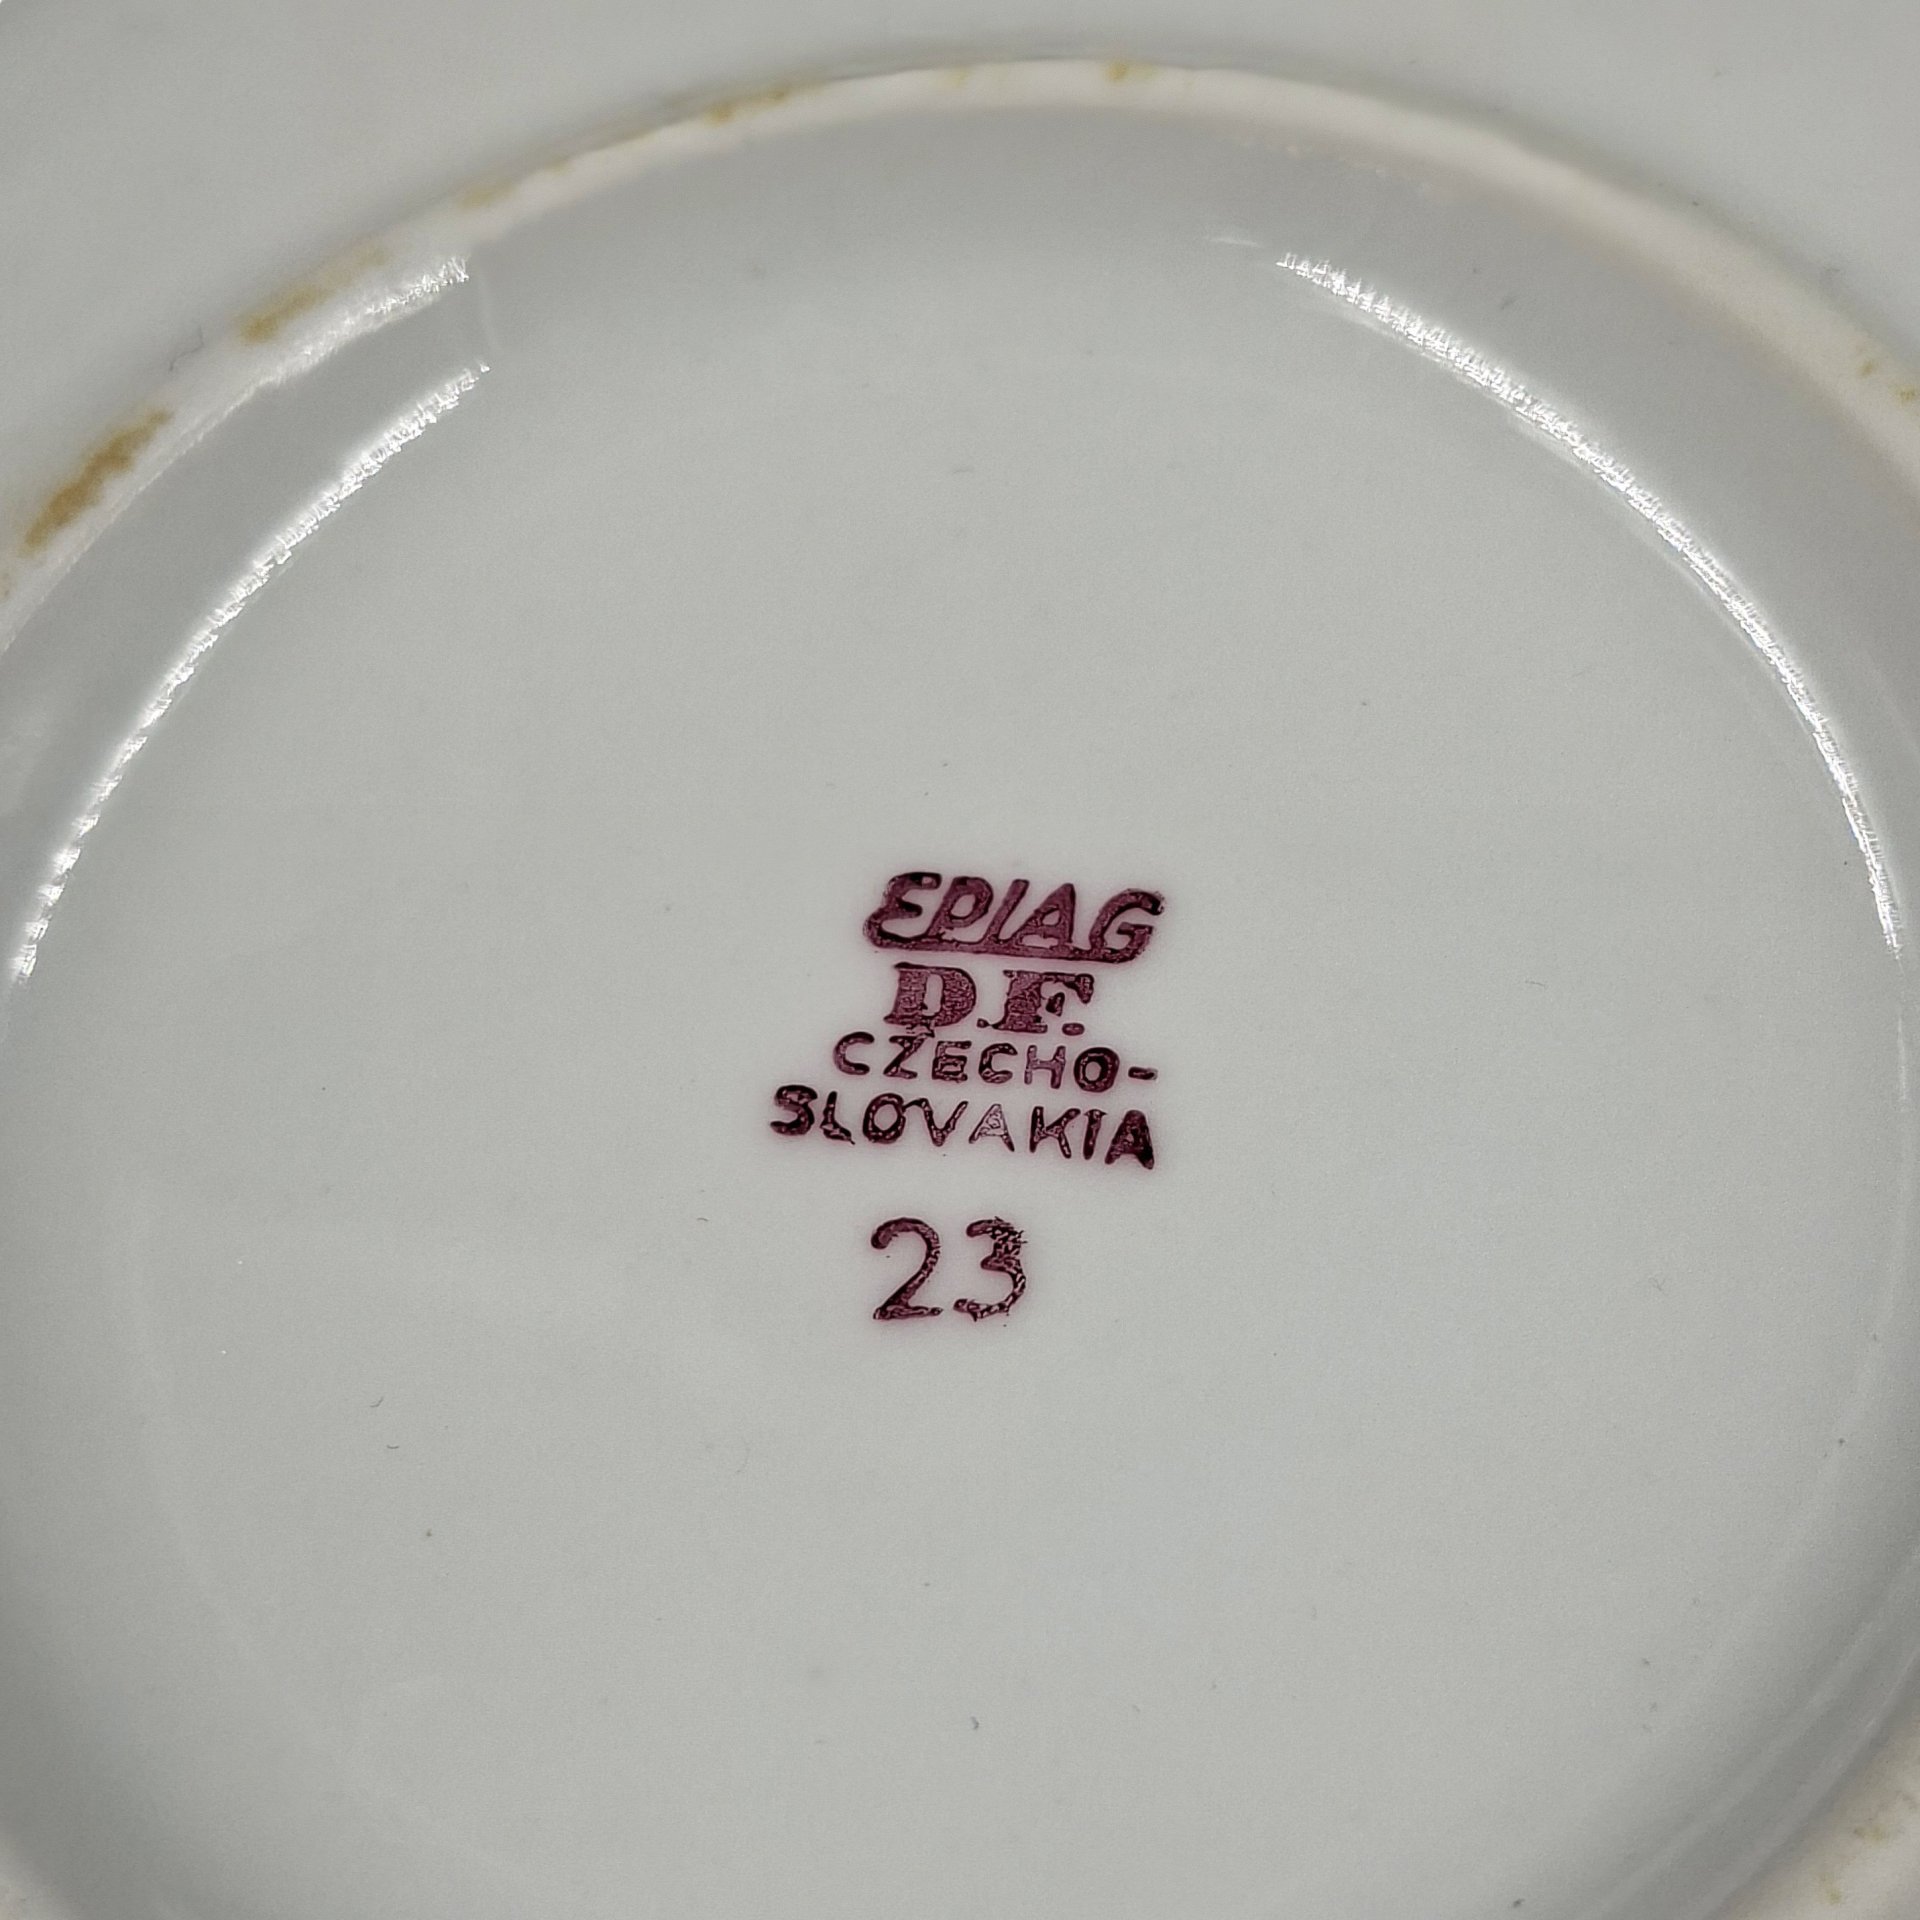 EPIAG
D.F.
CZECHO-
SLOVAKIA
23